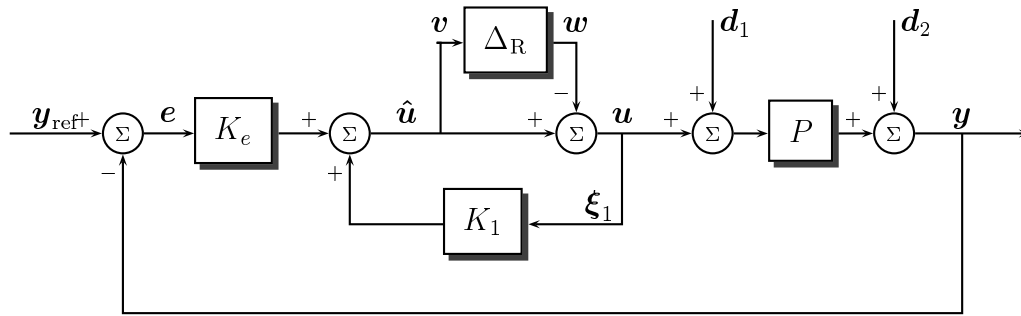 v Δ_R w d_1 d_2
− + +
y_ref + Σ e K_e + Σ û + Σ u + Σ P + Σ y
− +
K_1 ξ_1